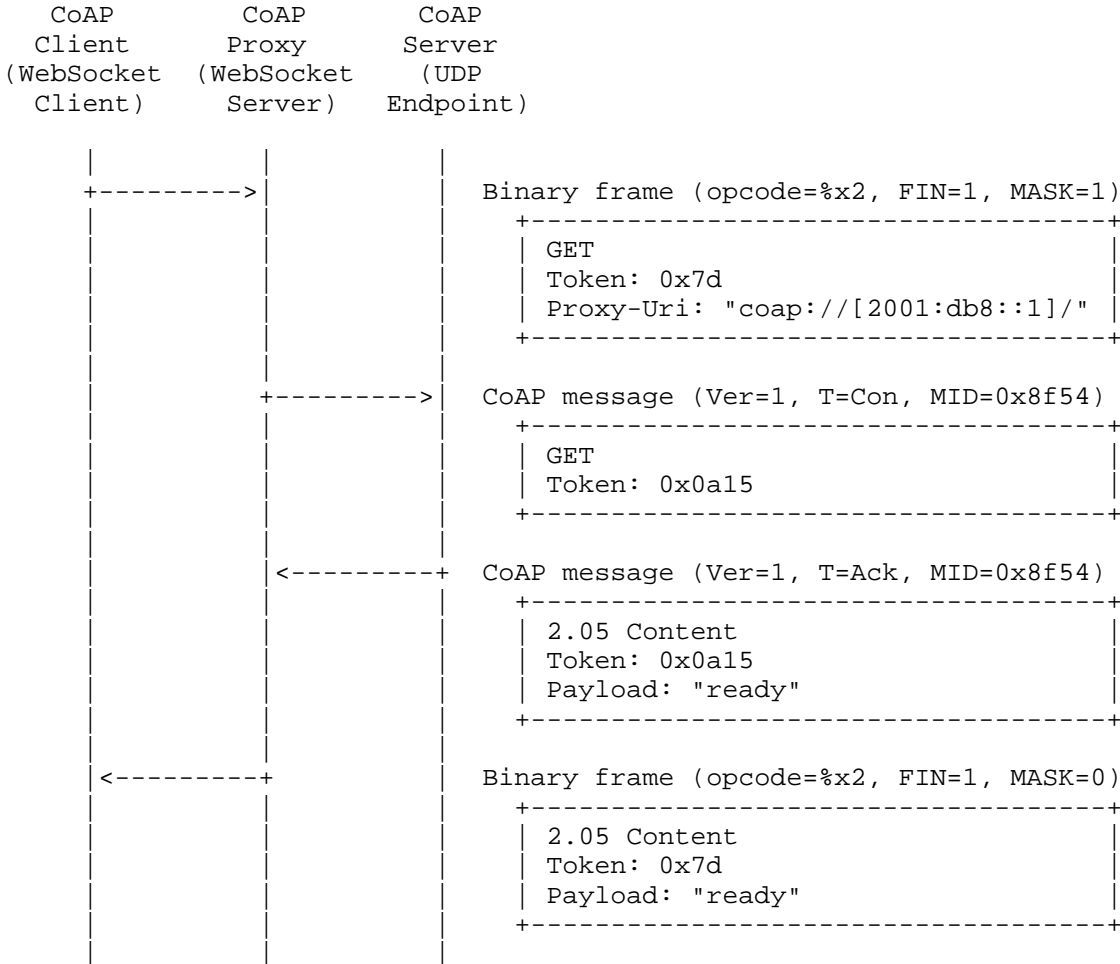 CoAP CoAP CoAP
Client Proxy Server
(WebSocket (WebSocket (UDP
Client) Server) Endpoint)
Binary frame (opcode=%x2, FIN=1, MASK=1)
GET
Token: 0x7d
Proxy-Uri: "coap://[2001:db8::1]/"
CoAP message (Ver=1, T=Con, MID=0x8f54)
GET
Token: 0x0a15
CoAP message (Ver=1, T=Ack, MID=0x8f54)
2.05 Content
Token: 0x0a15
Payload: "ready"
Binary frame (opcode=%x2, FIN=1, MASK=0)
2.05 Content
Token: 0x7d
Payload: "ready"